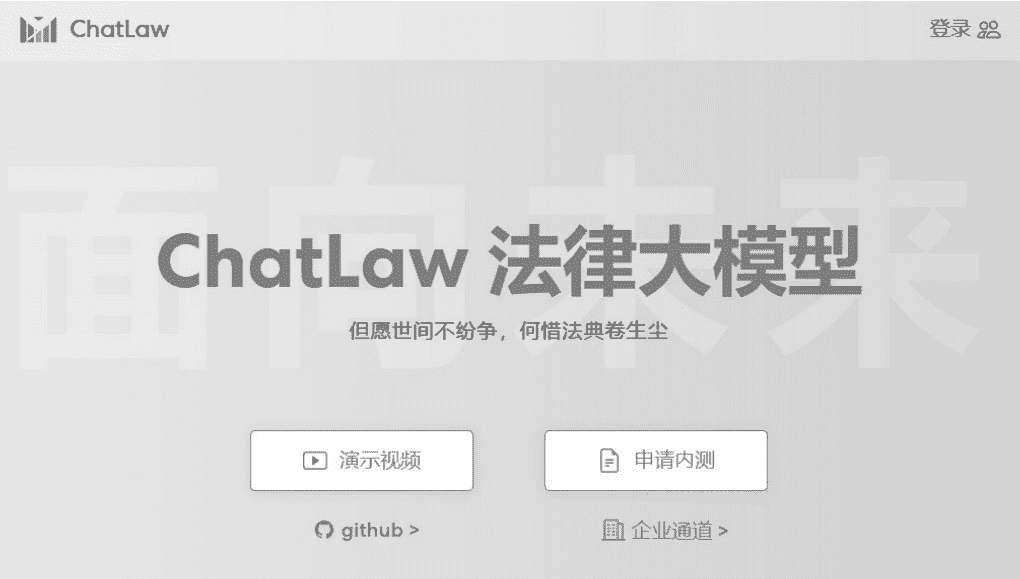 ChatLaw
登录
面向未来
ChatLaw 法律大模型
但愿世间不纷争，何惜法典卷生尘
演示视频
申请内测
github >
企业通道 >